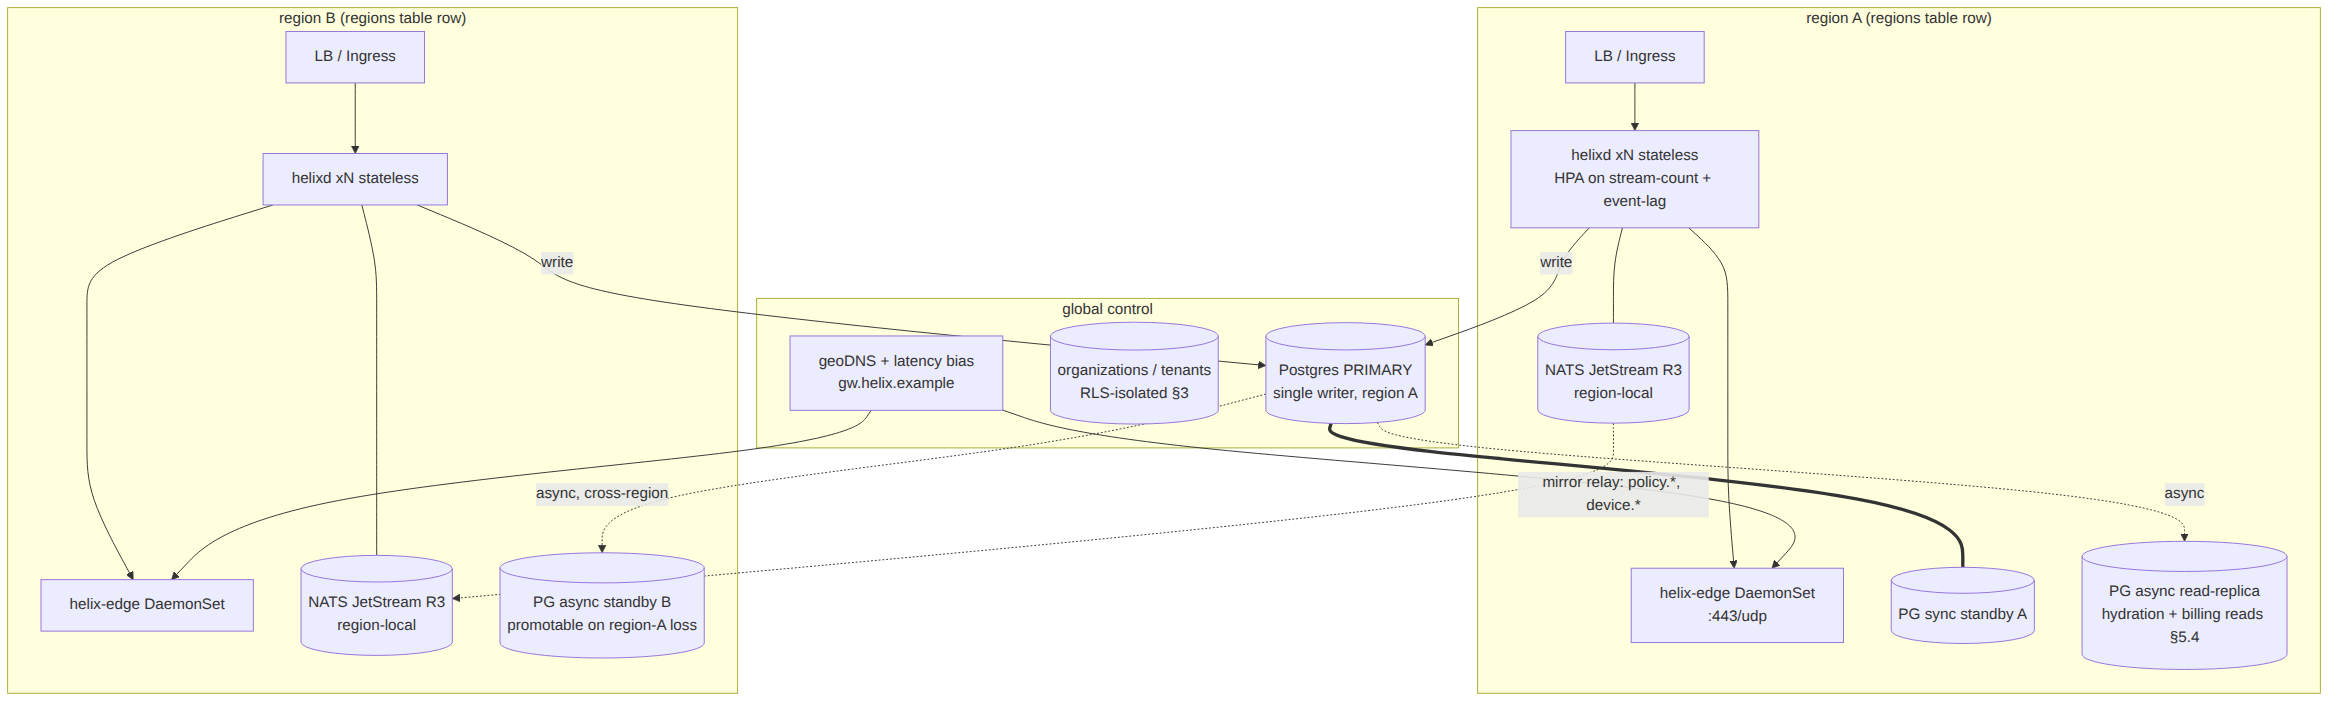 region B (regions table row)
LB / Ingress
helixd xN stateless
write
helix-edge DaemonSet
NATS JetStream R3
region-local
async, cross-region
PG async standby B
promotable on region-A loss
global control
geoDNS + latency bias
gw.helix.example
organizations / tenants
RLS-isolated §3
Postgres PRIMARY
single writer, region A
region A (regions table row)
LB / Ingress
helixd xN stateless
HPA on stream-count +
event-lag
write
NATS JetStream R3
region-local
mirror relay: policy.*,
device.*
async
helix-edge DaemonSet
:443/udp
PG sync standby A
PG async read-replica
hydration + billing reads
§5.4